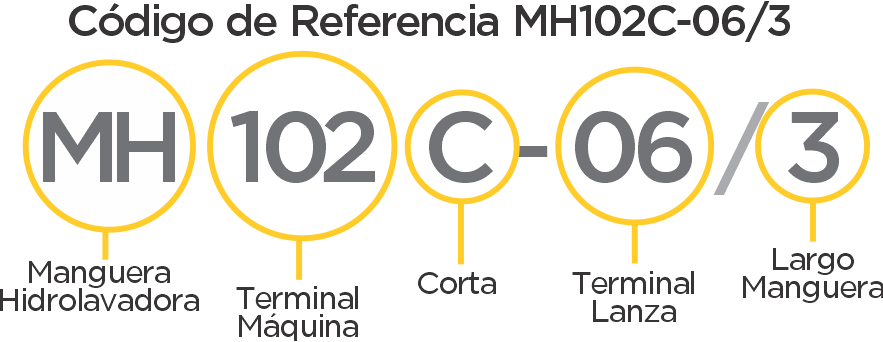 Código de Referencia MH102C-06/3
MH 102 C - 06 / 3
Manguera
Hidrolavadora
Terminal
Máquina
Corta
Terminal
Lanza
Largo
Manguera